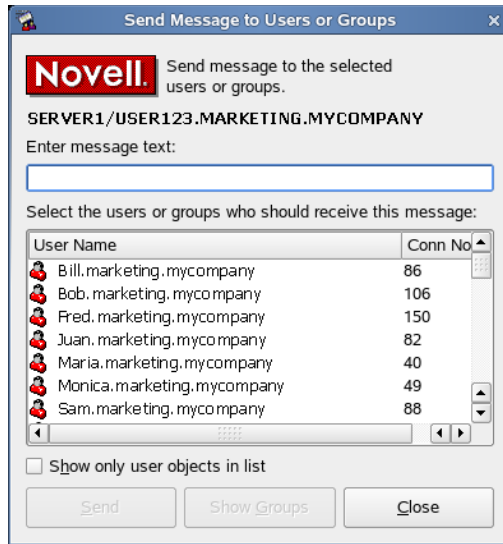 Send Message to Users or Groups
Novell.
Send message to the selected
users or groups.
SERVER1/USER123.MARKETING.MYCOMPANY
Enter message text:
Select the users or groups who should receive this message:
User Name Conn No
Bill.marketing.mycompany 86
Bob.marketing.mycompany 106
Fred.marketing.mycompany 150
Juan.marketing.mycompany 82
Maria.marketing.mycompany 40
Monica.marketing.mycompany 49
Sam.marketing.mycompany 88
Show only user objects in list
Send Show Groups Close